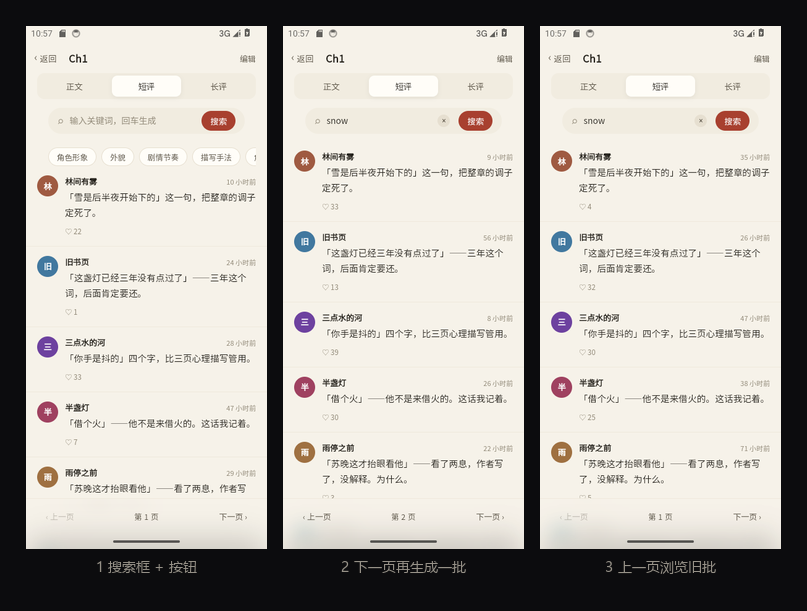 10:57
3G
‹ 返回
Ch1
编辑
正文
短评
长评
输入关键词，回车生成
搜索
角色形象
外貌
剧情节奏
描写手法
林
林间有雾
10 小时前
「雪是后半夜开始下的」这一句，把整章的调子
定死了。
♡ 22
旧
旧书页
24 小时前
「这盏灯已经三年没有点过了」——三年这个
词，后面肯定要还。
♡ 1
三
三点水的河
28 小时前
「你手是抖的」四个字，比三页心理描写管用。
♡ 33
半
半盏灯
47 小时前
「借个火」——他不是来借火的。这话我记着。
♡ 7
雨
雨停之前
29 小时前
「苏晚这才抬眼看他」——看了两息，作者写
‹ 上一页
第 1 页
下一页 ›
1 搜索框 + 按钮
10:57
3G
‹ 返回
Ch1
编辑
正文
短评
长评
snow
×
搜索
林
林间有雾
9 小时前
「雪是后半夜开始下的」这一句，把整章的调子
定死了。
♡ 33
旧
旧书页
56 小时前
「这盏灯已经三年没有点过了」——三年这个
词，后面肯定要还。
♡ 13
三
三点水的河
8 小时前
「你手是抖的」四个字，比三页心理描写管用。
♡ 39
半
半盏灯
26 小时前
「借个火」——他不是来借火的。这话我记着。
♡ 30
雨
雨停之前
22 小时前
「苏晚这才抬眼看他」——看了两息，作者写
了，没解释。为什么。
‹ 上一页
第 2 页
下一页 ›
2 下一页再生成一批
10:57
3G
‹ 返回
Ch1
编辑
正文
短评
长评
snow
×
搜索
林
林间有雾
35 小时前
「雪是后半夜开始下的」这一句，把整章的调子
定死了。
♡ 4
旧
旧书页
26 小时前
「这盏灯已经三年没有点过了」——三年这个
词，后面肯定要还。
♡ 32
三
三点水的河
47 小时前
「你手是抖的」四个字，比三页心理描写管用。
♡ 30
半
半盏灯
38 小时前
「借个火」——他不是来借火的。这话我记着。
♡ 25
雨
雨停之前
71 小时前
「苏晚这才抬眼看他」——看了两息，作者写
了，没解释。为什么。
‹ 上一页
第 1 页
下一页 ›
3 上一页浏览旧批